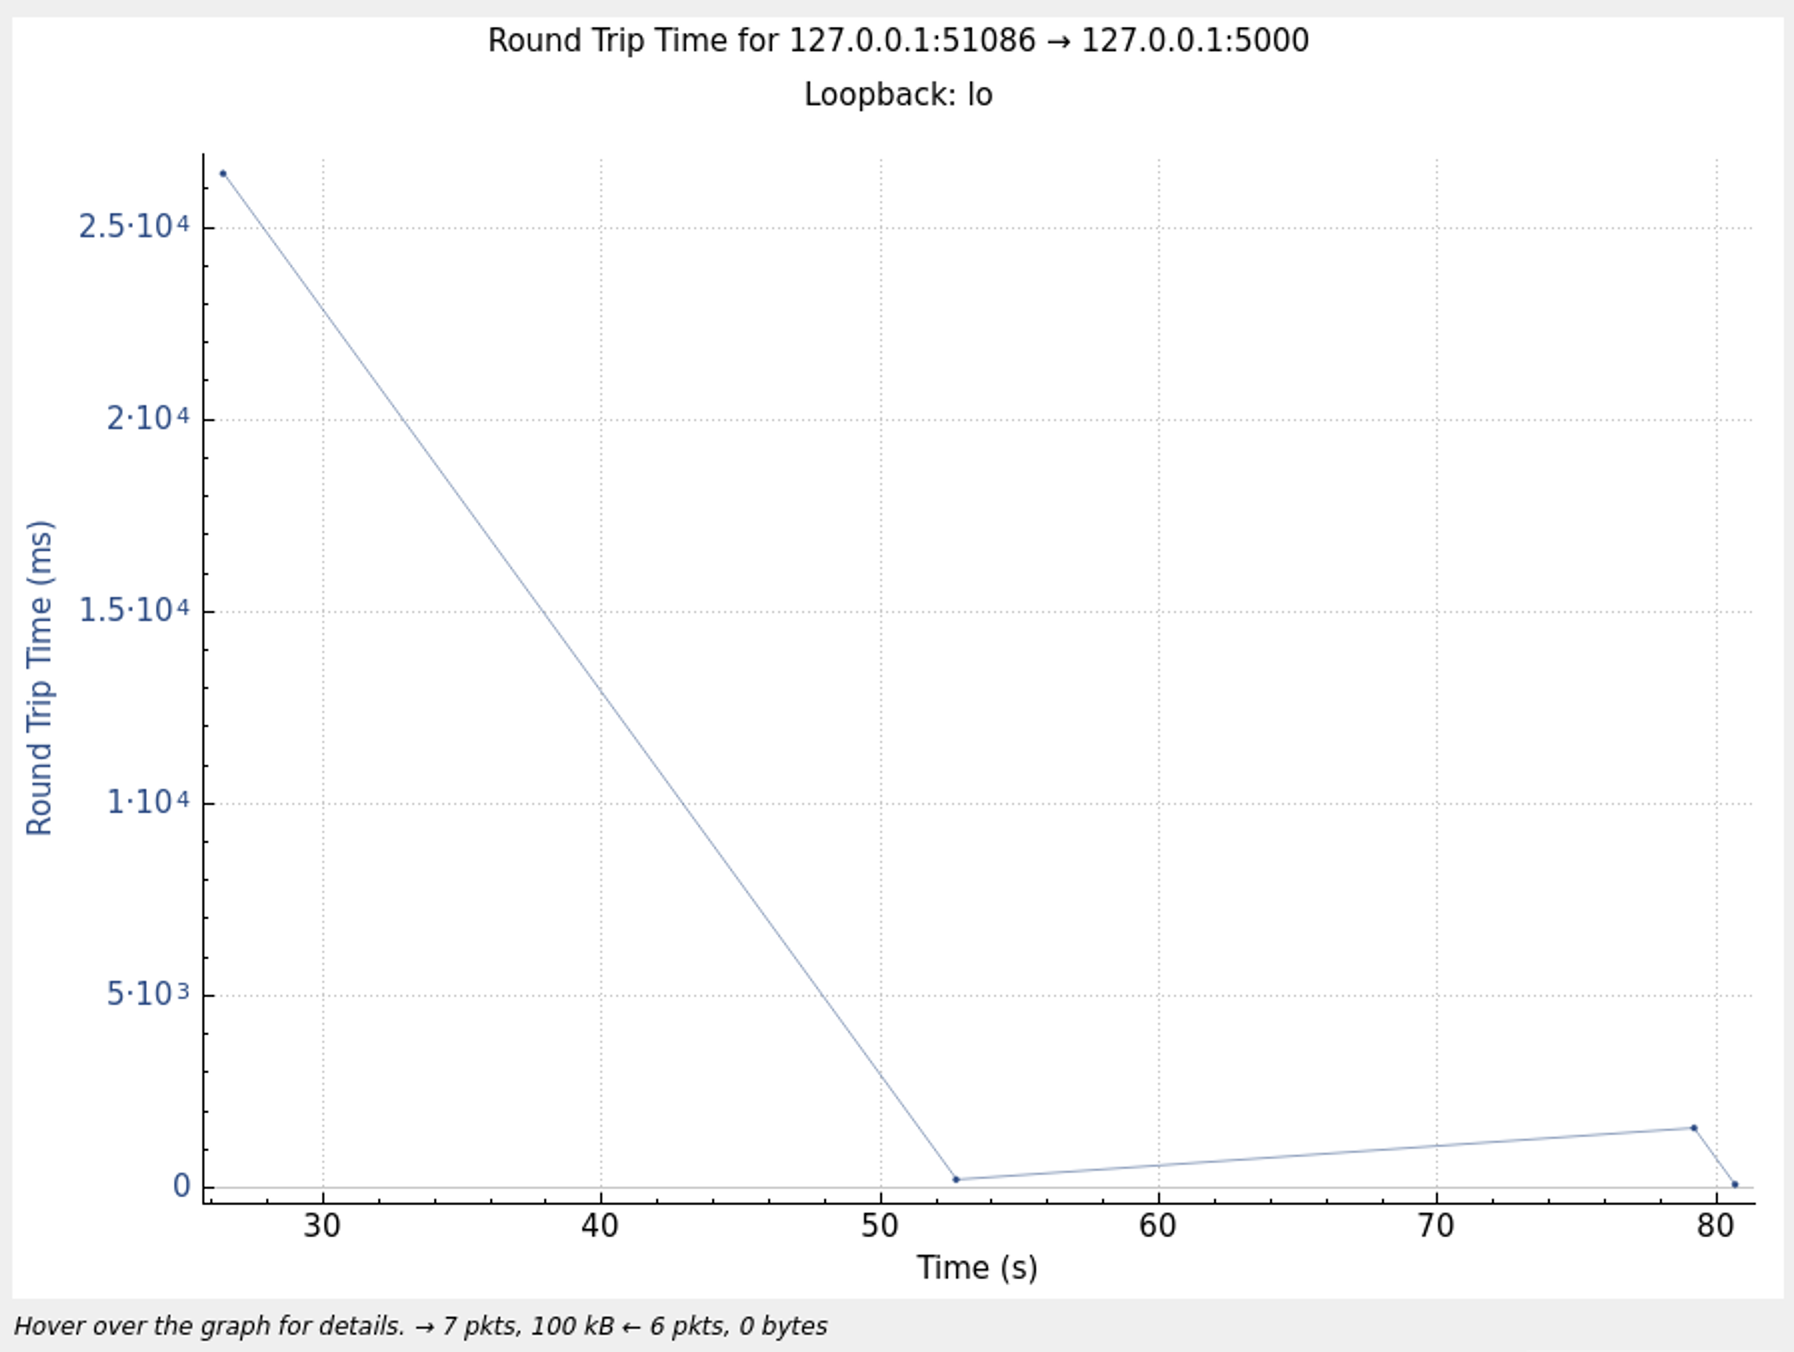 Round Trip Time for 127.0.0.1:51086 → 127.0.0.1:5000
Loopback: lo
Round Trip Time (ms)
2.5·10⁴
2·10⁴
1.5·10⁴
1·10⁴
5·10³
0
30 40 50 60 70 80
Time (s)
Hover over the graph for details. → 7 pkts, 100 kB ← 6 pkts, 0 bytes